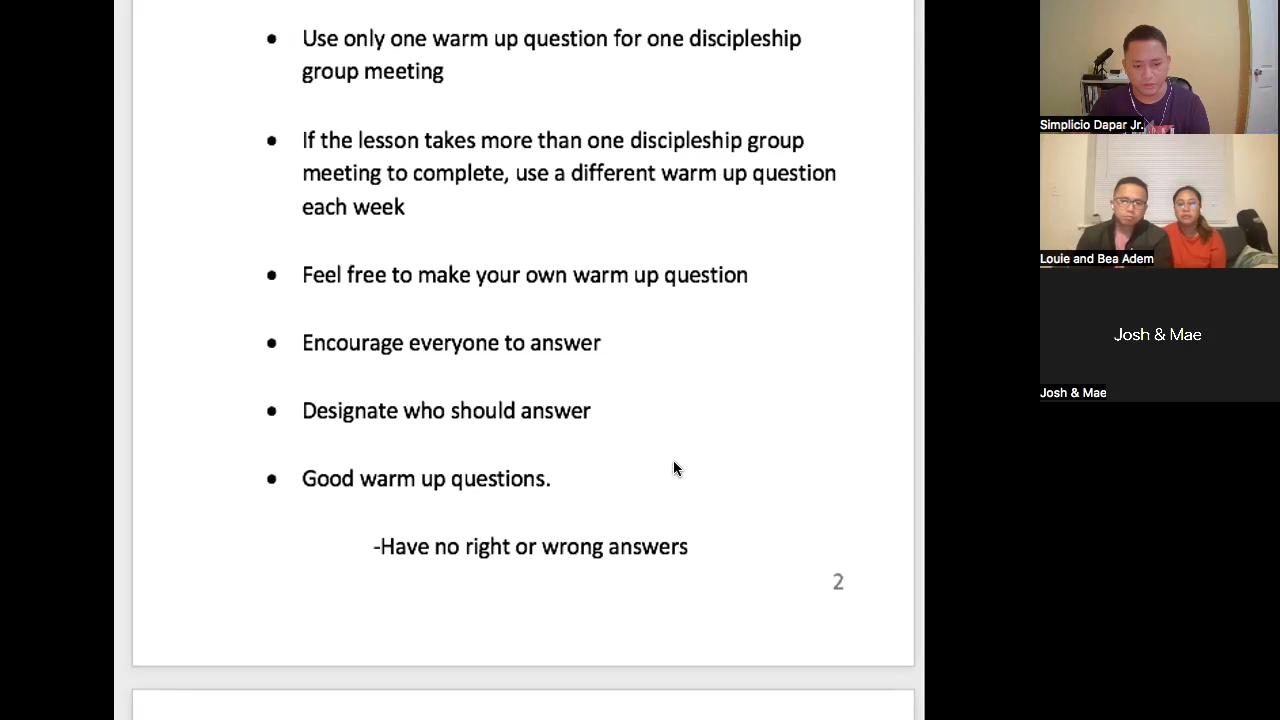 • Use only one warm up question for one discipleship
group meeting
• If the lesson takes more than one discipleship group
meeting to complete, use a different warm up question
each week
• Feel free to make your own warm up question
• Encourage everyone to answer
• Designate who should answer
• Good warm up questions.
-Have no right or wrong answers
2
Simplicio Dapar Jr.
Louie and Bea Adem
Josh & Mae
Josh & Mae